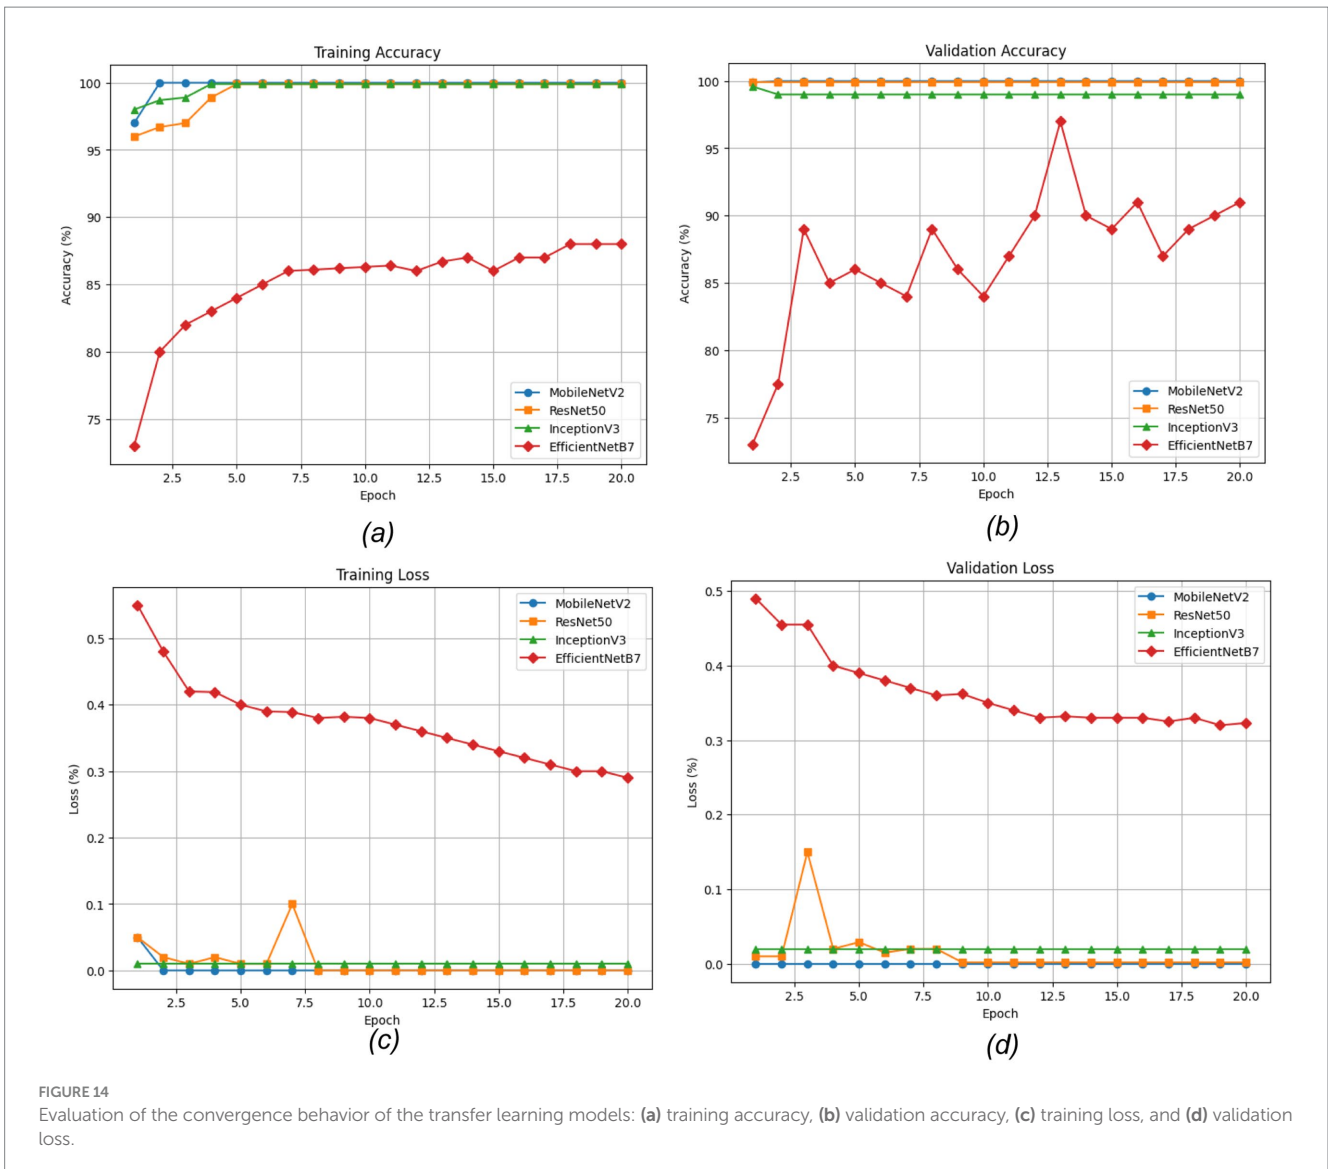 Training Accuracy
100
95
90
85
80
75
Accuracy (%)
2.5 5.0 7.5 10.0 12.5 15.0 17.5 20.0
Epoch
MobileNetV2
ResNet50
InceptionV3
EfficientNetB7
(a)
Validation Accuracy
100
95
90
85
80
75
Accuracy (%)
2.5 5.0 7.5 10.0 12.5 15.0 17.5 20.0
Epoch
MobileNetV2
ResNet50
InceptionV3
EfficientNetB7
(b)
Training Loss
0.5
0.4
0.3
0.2
0.1
0.0
Loss (%)
2.5 5.0 7.5 10.0 12.5 15.0 17.5 20.0
Epoch
MobileNetV2
ResNet50
InceptionV3
EfficientNetB7
(c)
Validation Loss
0.5
0.4
0.3
0.2
0.1
0.0
Loss (%)
2.5 5.0 7.5 10.0 12.5 15.0 17.5 20.0
Epoch
MobileNetV2
ResNet50
InceptionV3
EfficientNetB7
(d)
FIGURE 14
Evaluation of the convergence behavior of the transfer learning models: (a) training accuracy, (b) validation accuracy, (c) training loss, and (d) validation
loss.